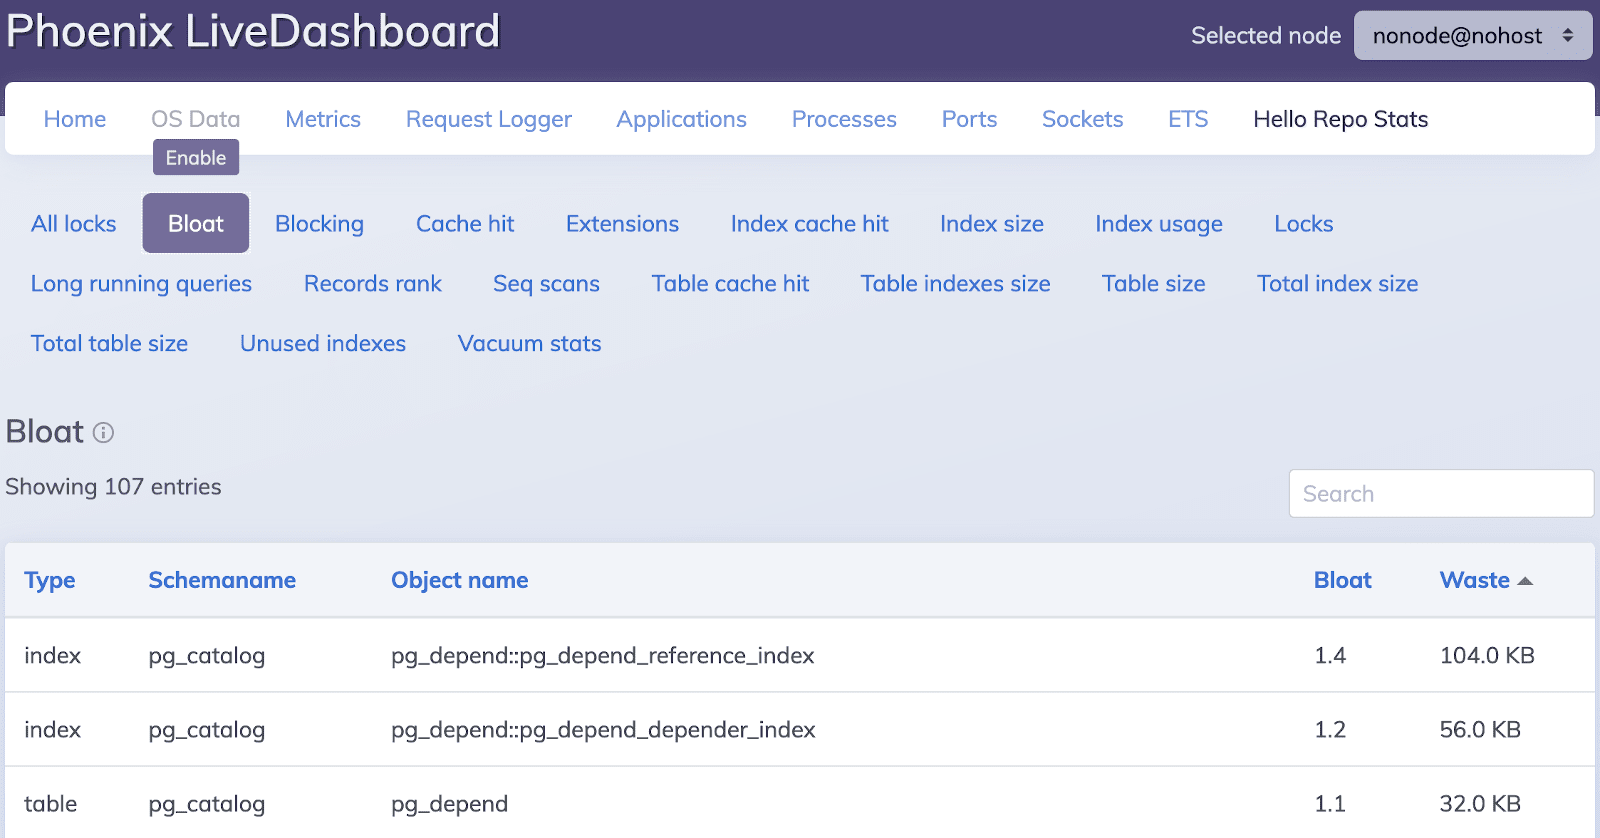 Phoenix LiveDashboard
Selected node nonode@nohost
Home OS Data Metrics Request Logger Applications Processes Ports Sockets ETS Hello Repo Stats
Enable
All locks Bloat Blocking Cache hit Extensions Index cache hit Index size Index usage Locks
Long running queries Records rank Seq scans Table cache hit Table indexes size Table size Total index size
Total table size Unused indexes Vacuum stats
Bloat
Showing 107 entries
Search
Type Schemaname Object name Bloat Waste
index pg_catalog pg_depend::pg_depend_reference_index 1.4 104.0 KB
index pg_catalog pg_depend::pg_depend_depender_index 1.2 56.0 KB
table pg_catalog pg_depend 1.1 32.0 KB